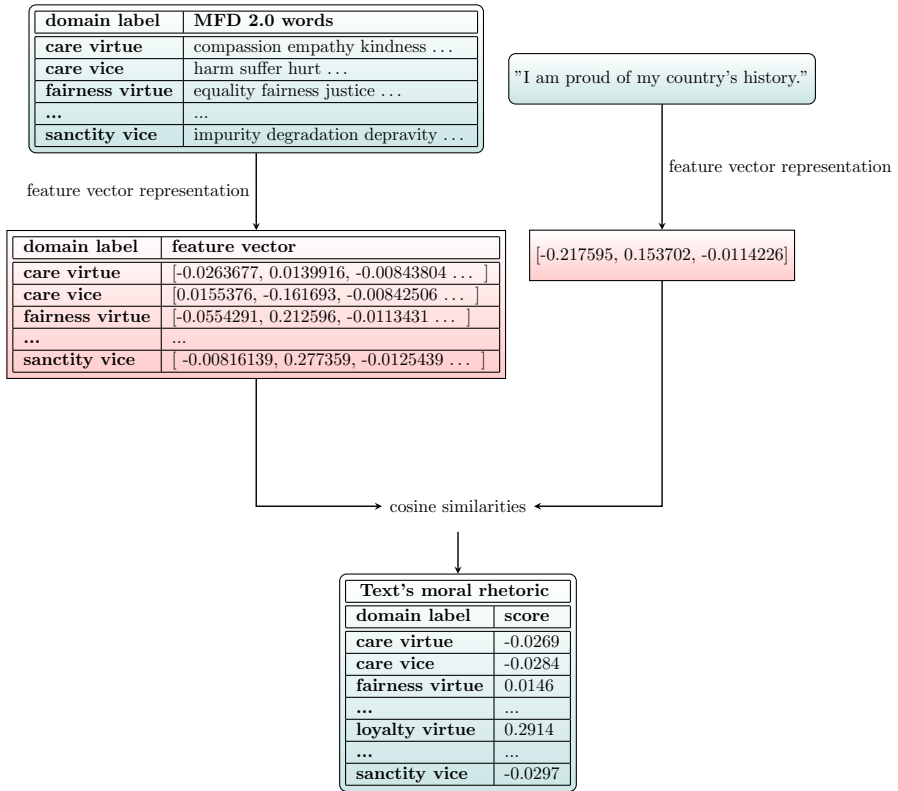 domain label MFD 2.0 words
care virtue compassion empathy kindness . . .
care vice harm suffer hurt . . .
fairness virtue equality fairness justice . . .
... ...
sanctity vice impurity degradation depravity . . .
"I am proud of my country's history."
feature vector representation
feature vector representation
domain label feature vector
care virtue [-0.0263677, 0.0139916, -0.00843804 . . . ]
care vice [0.0155376, -0.161693, -0.00842506 . . . ]
fairness virtue [-0.0554291, 0.212596, -0.0113431 . . . ]
... ...
sanctity vice [ -0.00816139, 0.277359, -0.0125439 . . . ]
[-0.217595, 0.153702, -0.0114226]
cosine similarities
Text's moral rhetoric
domain label score
care virtue -0.0269
care vice -0.0284
fairness virtue 0.0146
... ...
loyalty virtue 0.2914
... ...
sanctity vice -0.0297